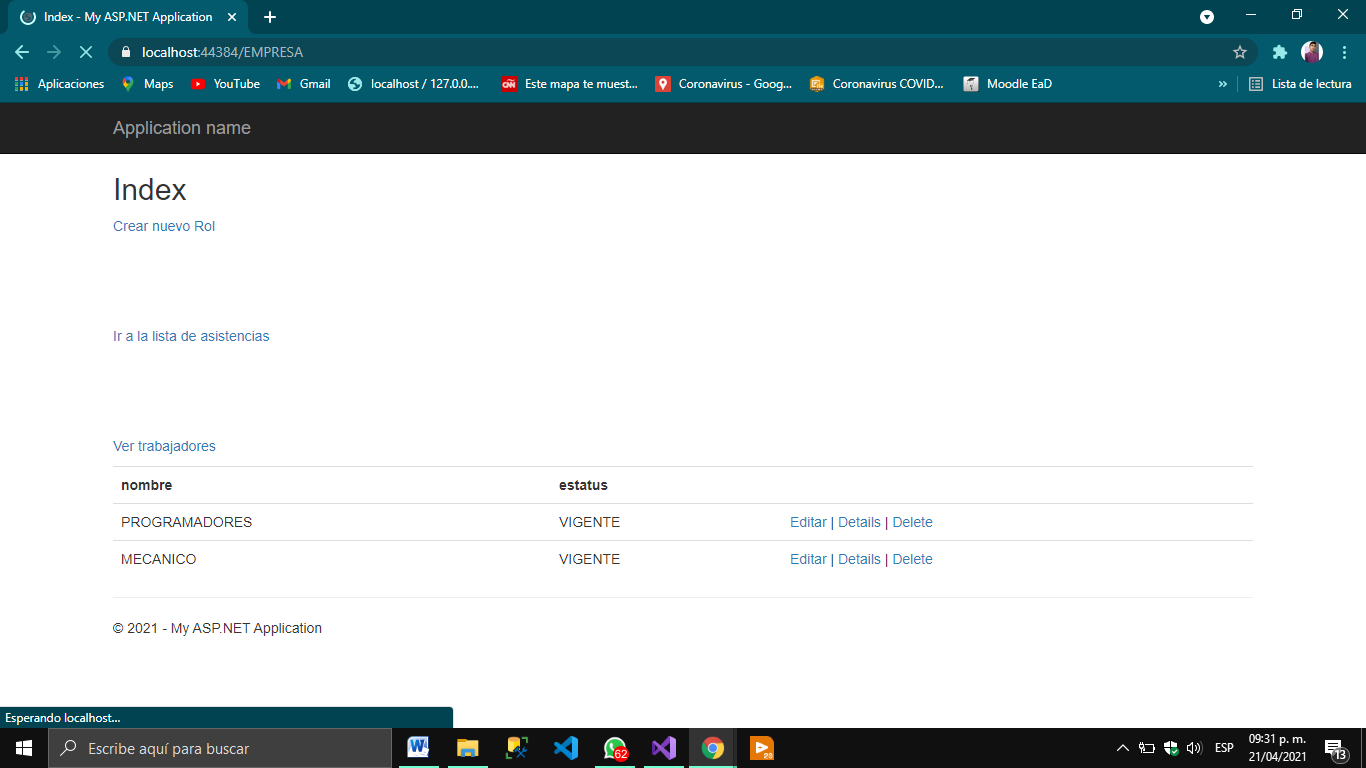 Index - My ASP.NET Application
localhost:44384/EMPRESA
Aplicaciones Maps YouTube Gmail localhost / 127.0.0.... CNN Este mapa te muest... Coronavirus - Goog... Coronavirus COVID... Moodle EaD » Lista de lectura
Application name
Index
Crear nuevo Rol
Ir a la lista de asistencias
Ver trabajadores
nombre estatus
PROGRAMADORES VIGENTE Editar | Details | Delete
MECANICO VIGENTE Editar | Details | Delete
© 2021 - My ASP.NET Application
Esperando localhost...
Escribe aquí para buscar 62 ESP 09:31 p. m.
21/04/2021 13